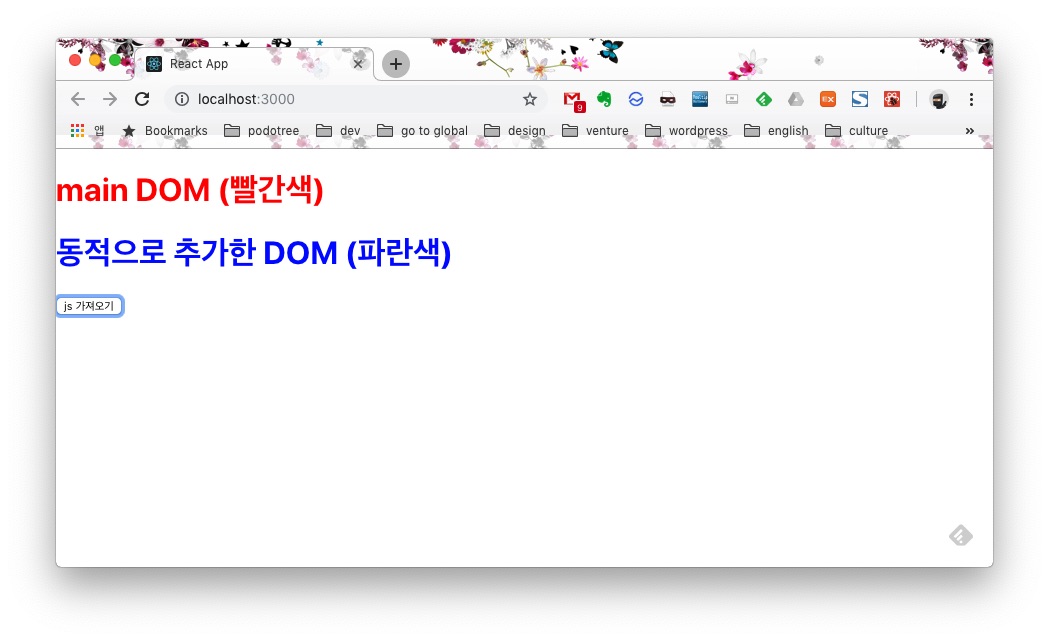 React App
localhost:3000
9
EX
앱 Bookmarks podotree dev go to global design venture wordpress english culture »
main DOM (빨간색)
동적으로 추가한 DOM (파란색)
js 가져오기